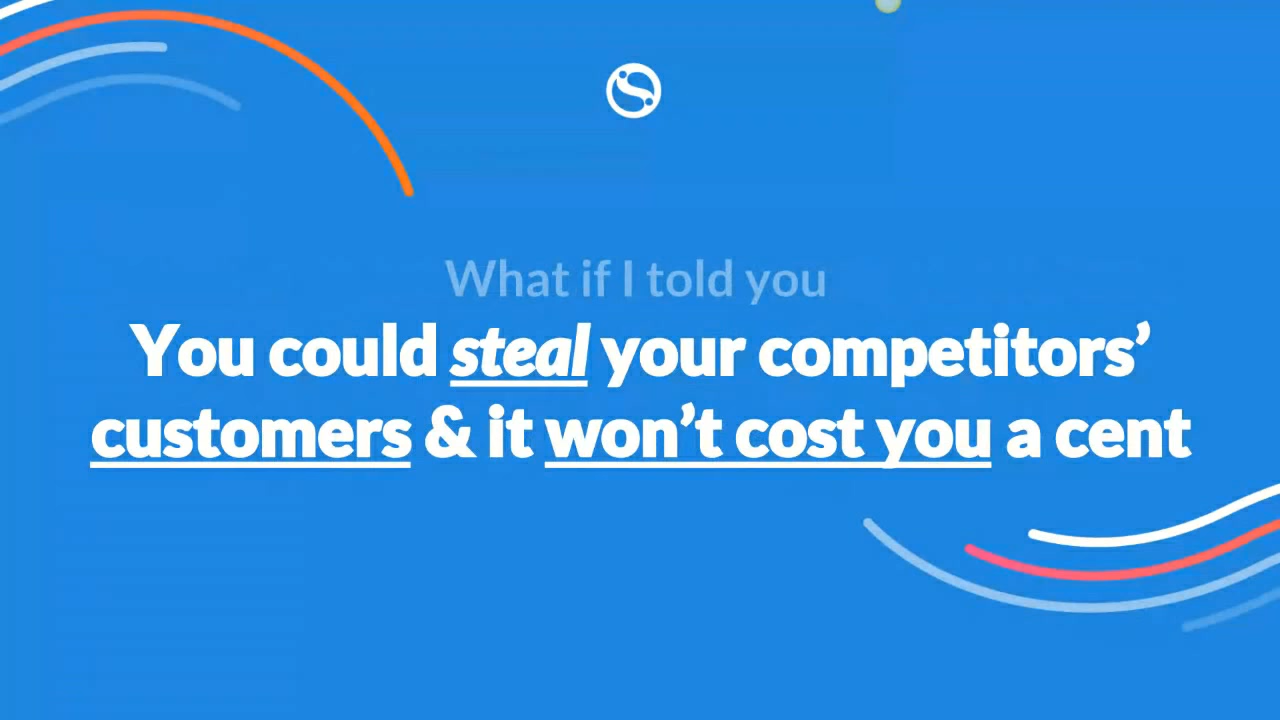 What if I told you
You could steal your competitors’
customers & it won’t cost you a cent